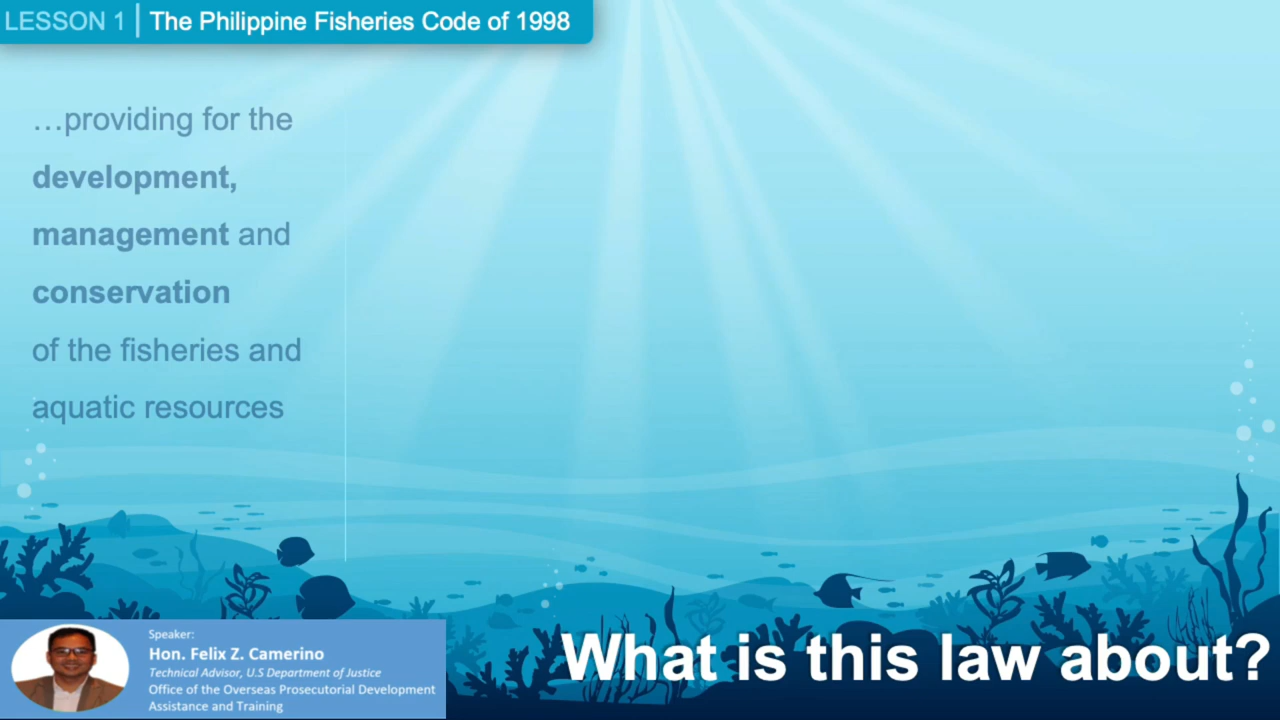 LESSON 1 | The Philippine Fisheries Code of 1998
…providing for the
development,
management and
conservation
of the fisheries and
aquatic resources
Speaker:
Hon. Felix Z. Camerino
Technical Advisor, U.S Department of Justice
Office of the Overseas Prosecutorial Development
Assistance and Training
What is this law about?